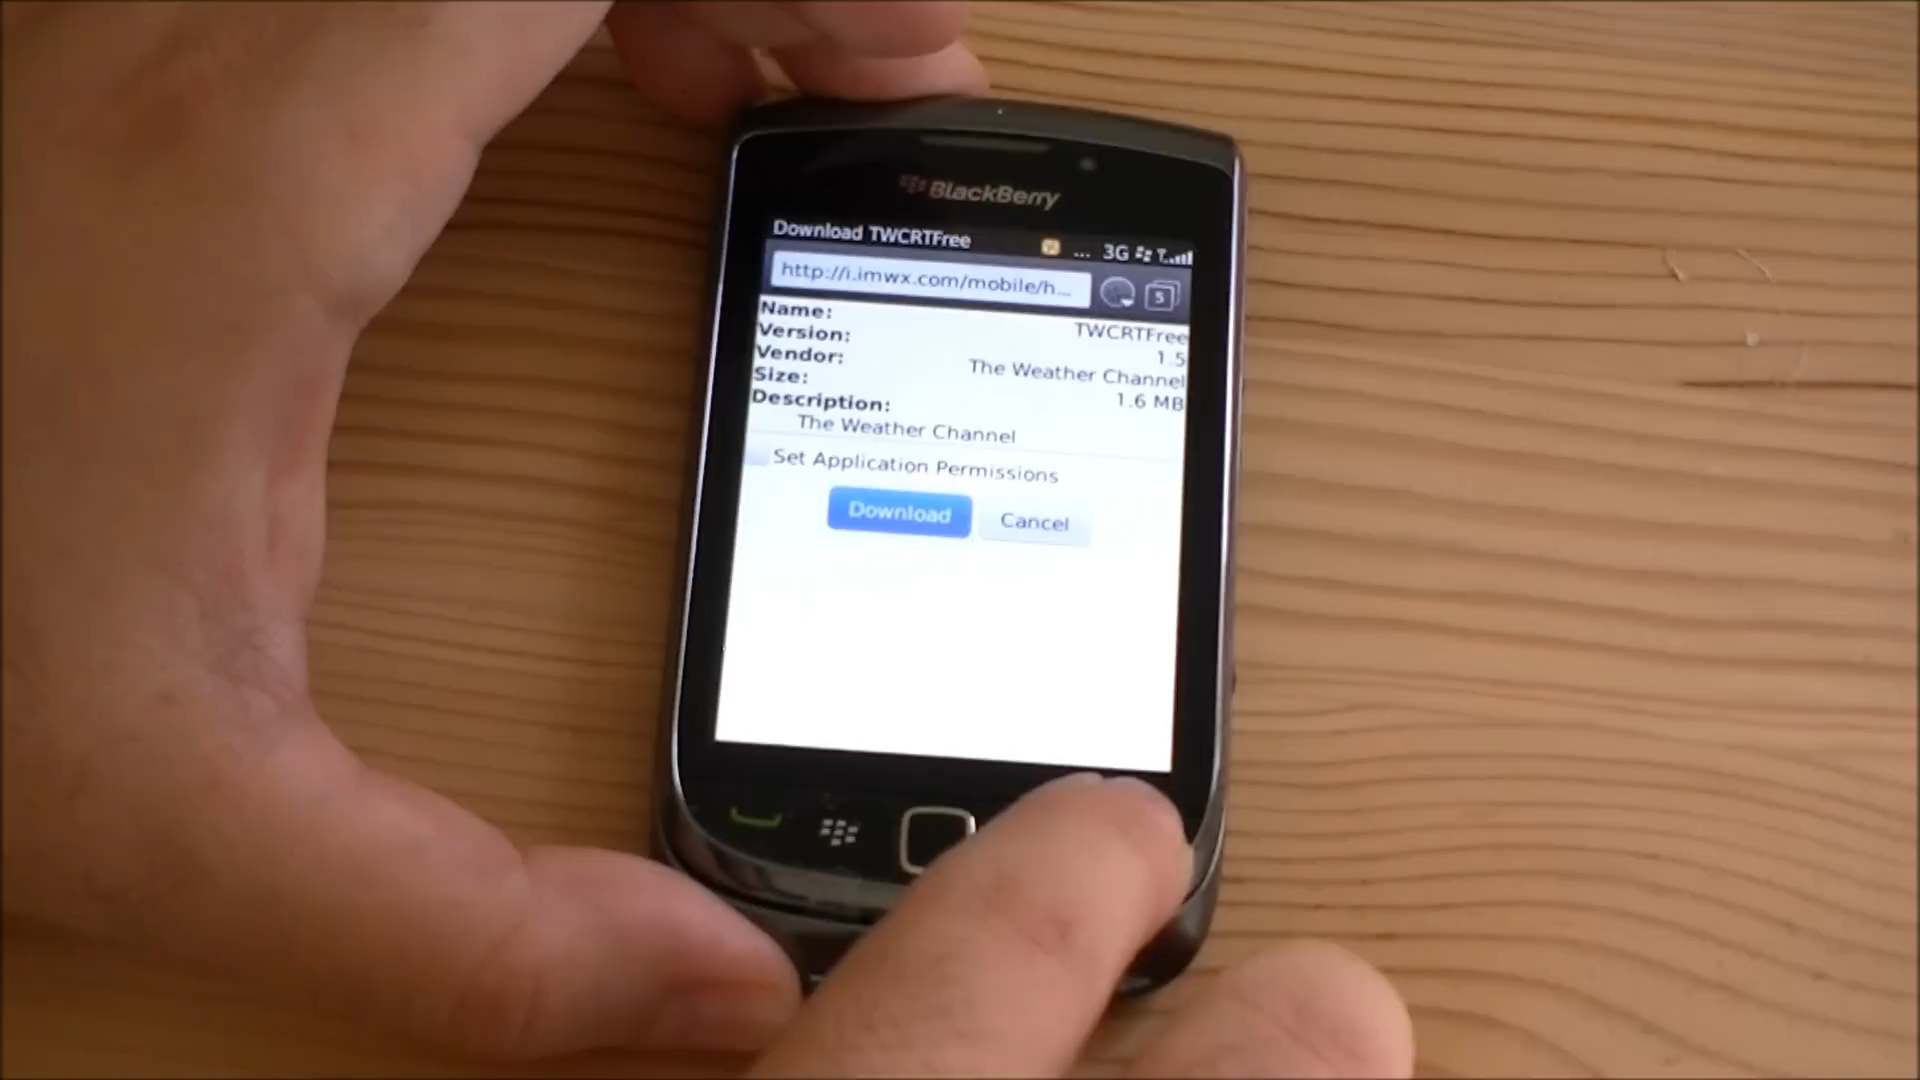 BlackBerry
Download TWCRTFree ... 3G
http://i.imwx.com/mobile/h... 5
Name: TWCRTFree
Version: 1.5
Vendor: The Weather Channel
Size: 1.6 MB
Description:
The Weather Channel
Set Application Permissions
Download Cancel